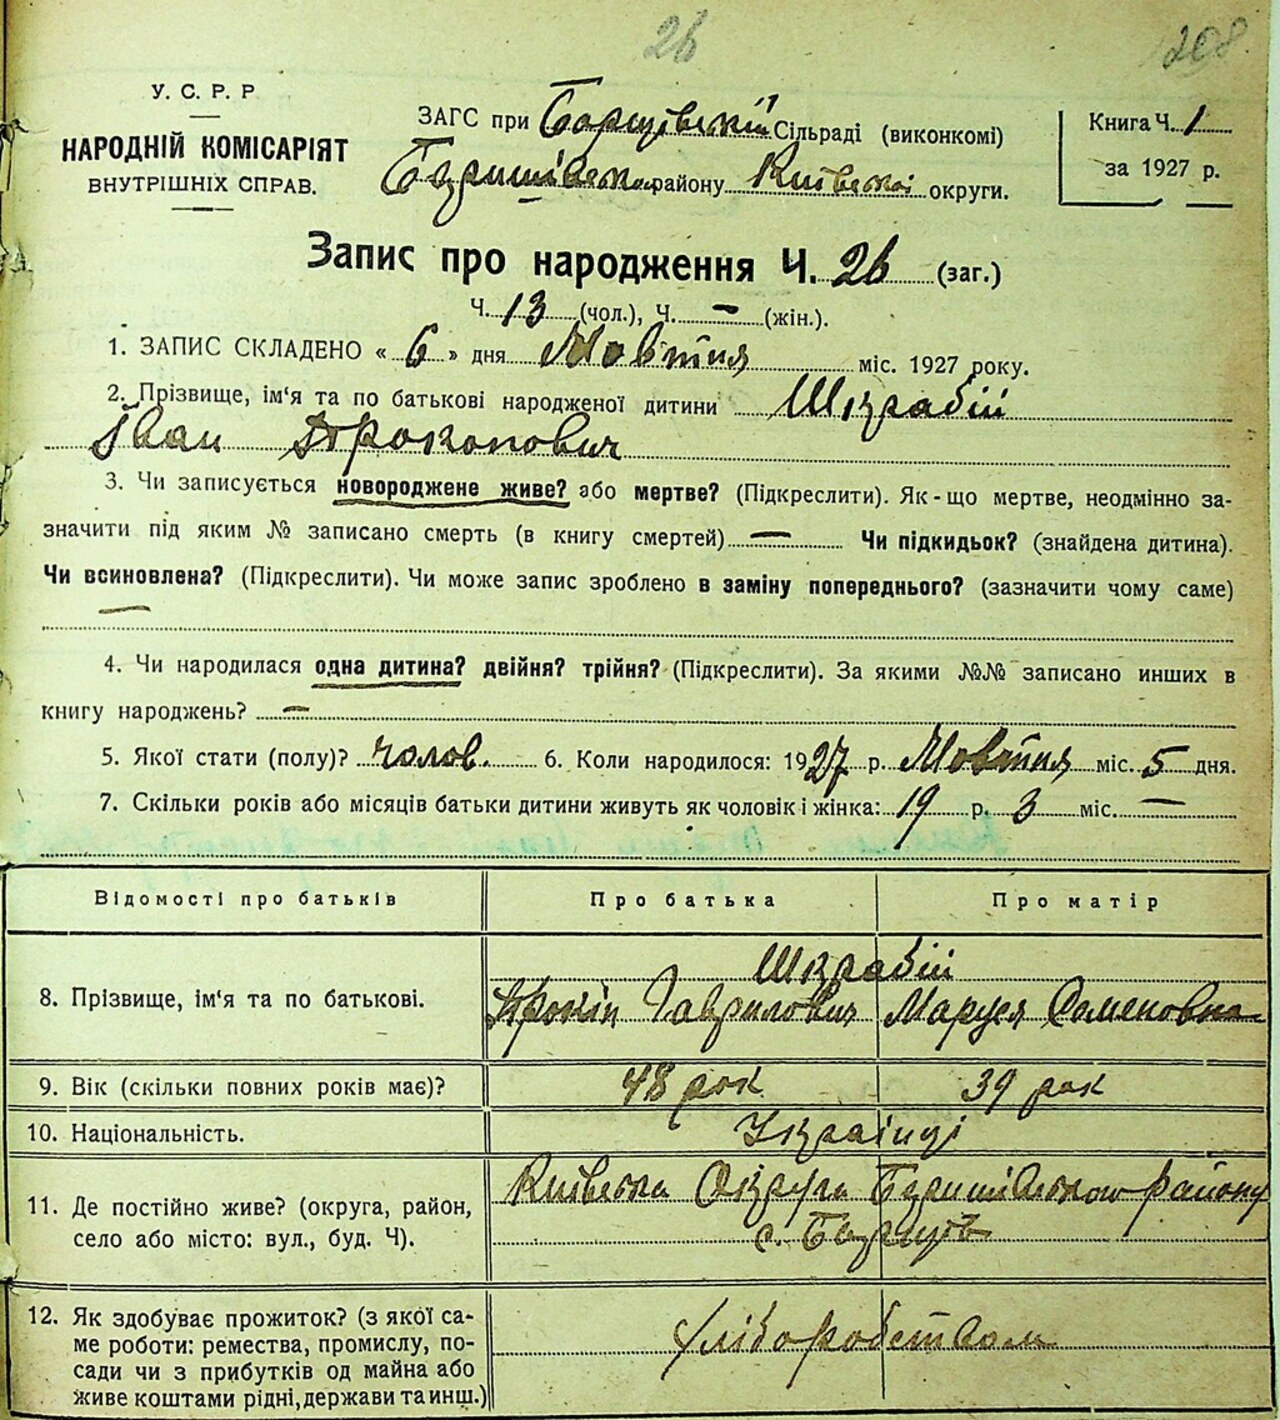 26
208
У. С. Р. Р
НАРОДНІЙ КОМІСАРІЯТ
ВНУТРІШНІХ СПРАВ.
ЗАГС при Борщівській Сільраді (виконкомі)
району Київської округи.
Книга Ч. 1
за 1927 р.
Запис про народження Ч. 26 (заг.)
Ч. 13 (чол.), Ч. — (жін.).
1. ЗАПИС СКЛАДЕНО « 6 » дня Жовтня міс. 1927 року.
2. Прізвище, ім‘я та по батькові народженої дитини Шкрабій
Іван Прокопович
3. Чи записується новороджене живе? або мертве? (Підкреслити). Як-що мертве, неодмінно за-
значити під яким № записано смерть (в книгу смертей) — Чи підкидьок? (знайдена дитина).
Чи всиновлена? (Підкреслити). Чи може запис зроблено в заміну попереднього? (зазначити чому саме)
—
4. Чи народилася одна дитина? двійня? трійня? (Підкреслити). За якими №№ записано инших в
книгу народжень? —
5. Якої стати (полу)? чолов. 6. Коли народилося: 1927 р. Жовтня міс. 5 дня.
7. Скільки років або місяців батьки дитини живуть як чоловік і жінка: 19 р. 3 міс. —
Відомості про батьків Про батька Про матір
Шкрабій
8. Прізвище, ім‘я та по батькові. Прокіп Гаврилович Маруся Семеновна
9. Вік (скільки повних років має)? 48 рок 39 рок
10. Національність. Українці
11. Де постійно живе? (округа, район, село або місто: вул., буд. Ч). Київська Округа району
с. Борщів
12. Як здобуває прожиток? (з якої са-
ме роботи: ремества, промислу, по-
сади чи з прибутків од майна або
живе коштами рідні, держави та инш.) хліборобством